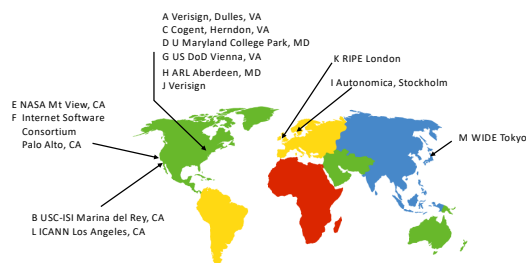 A Verisign, Dulles, VA
C Cogent, Herndon, VA
D U Maryland College Park, MD
G US DoD Vienna, VA
H ARL Aberdeen, MD
J Verisign
K RIPE London
I Autonomica, Stockholm
E NASA Mt View, CA
F Internet Software
Consortium
Palo Alto, CA
M WIDE Tokyo
B USC-ISI Marina del Rey, CA
L ICANN Los Angeles, CA